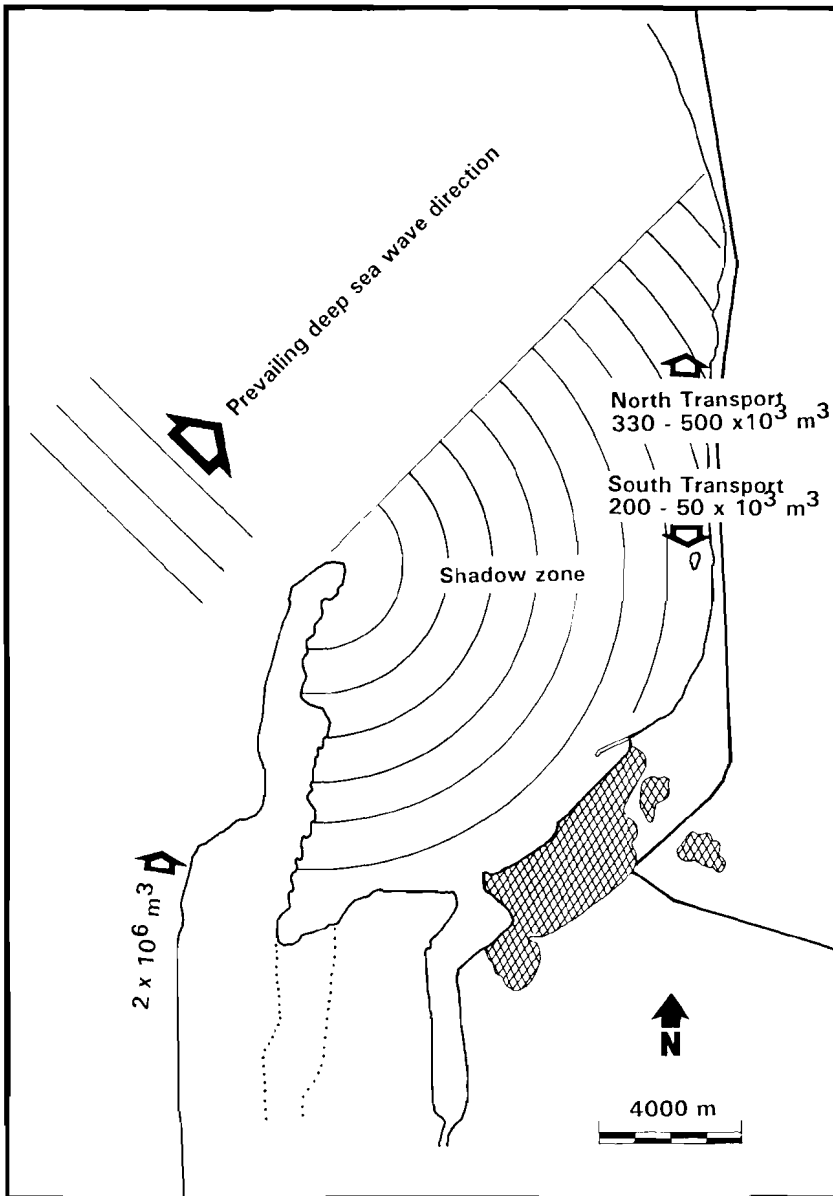 Prevailing deep sea wave direction
North Transport
330 - 500 x10³ m³
South Transport
200 - 50 x 10³ m³
Shadow zone
2 x 10⁶ m³
N
4000 m